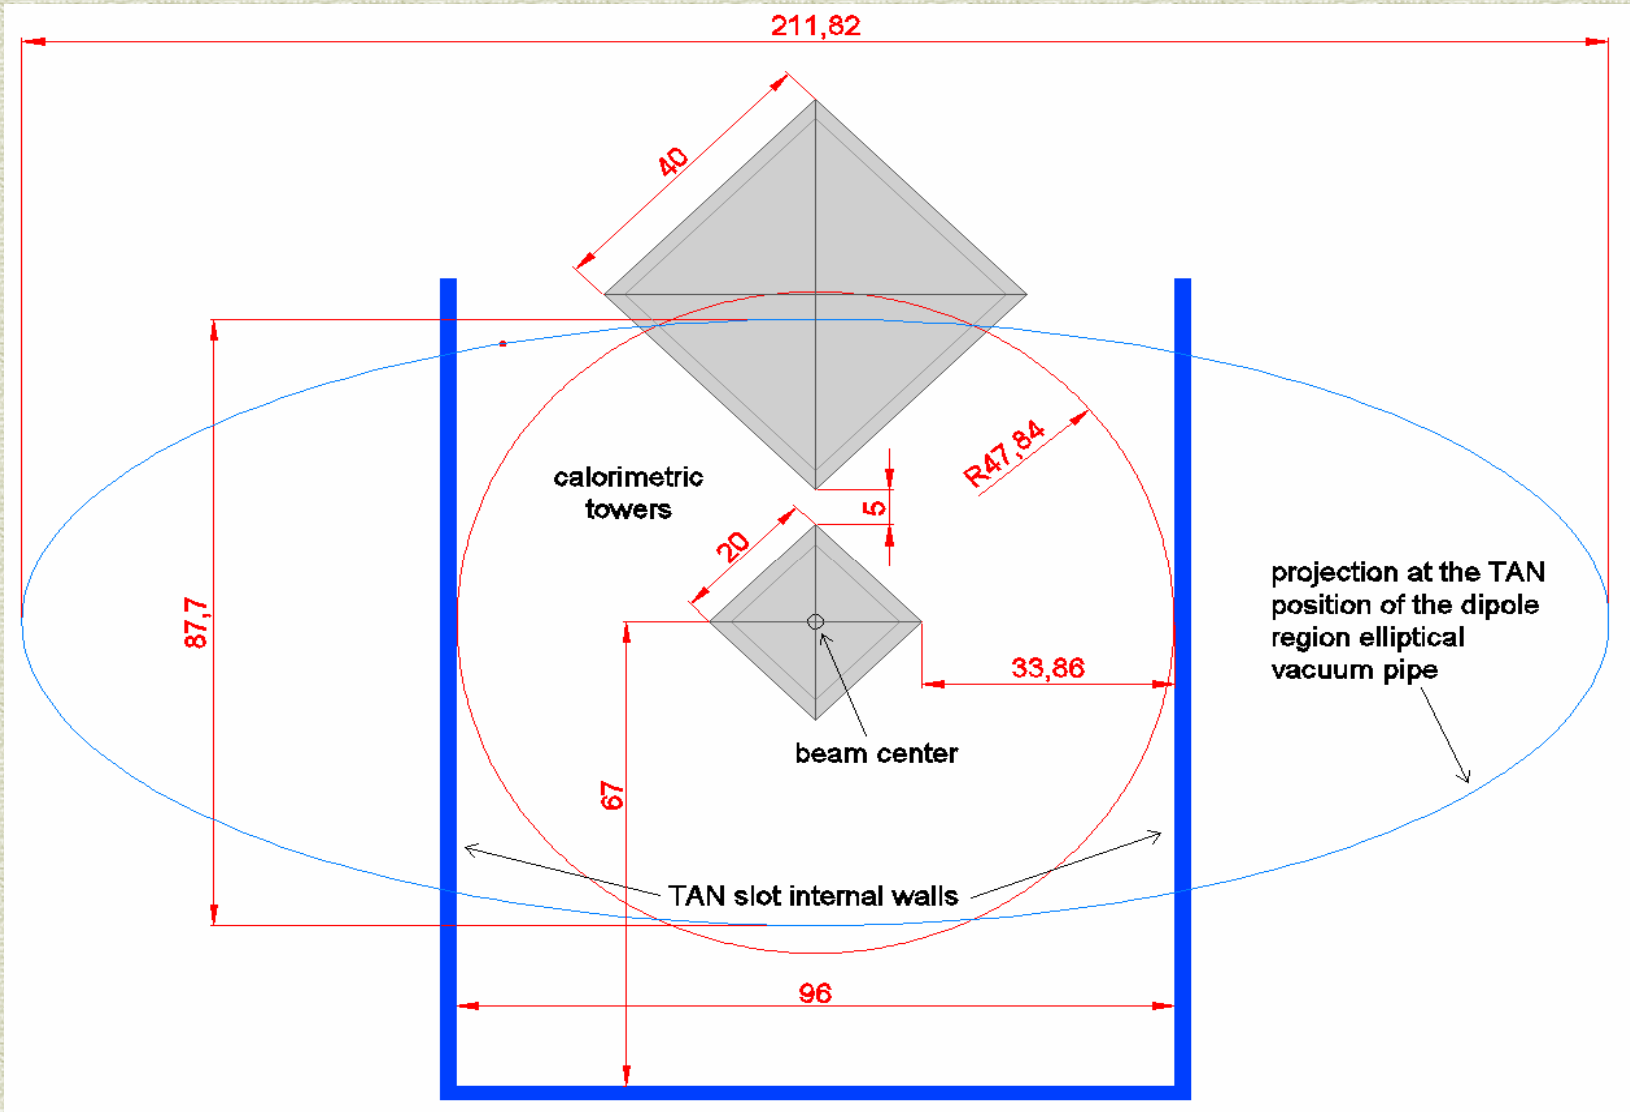 211,82
40
R47,84
calorimetric
towers
5
20
projection at the TAN
position of the dipole
region elliptical
vacuum pipe
87,7
33,86
beam center
67
TAN slot internal walls
96